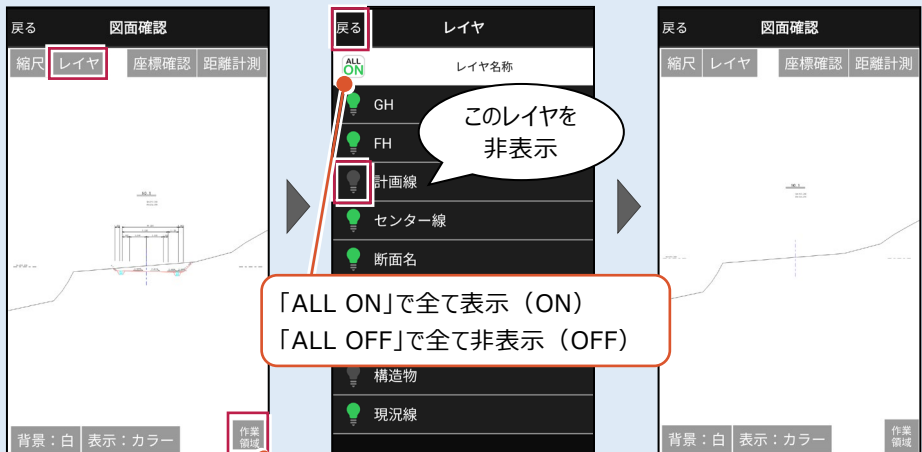 戻る
図面確認
縮尺
レイヤ
座標確認
距離計測
背景：白
表示：カラー
作業
領域
戻る
レイヤ
ALL
ON
レイヤ名称
GH
FH
計画線
センター線
断面名
構造物
現況線
このレイヤを
非表示
「ALL ON」で全て表示（ON）
「ALL OFF」で全て非表示（OFF）
戻る
図面確認
縮尺
レイヤ
座標確認
距離計測
背景：白
表示：カラー
作業
領域